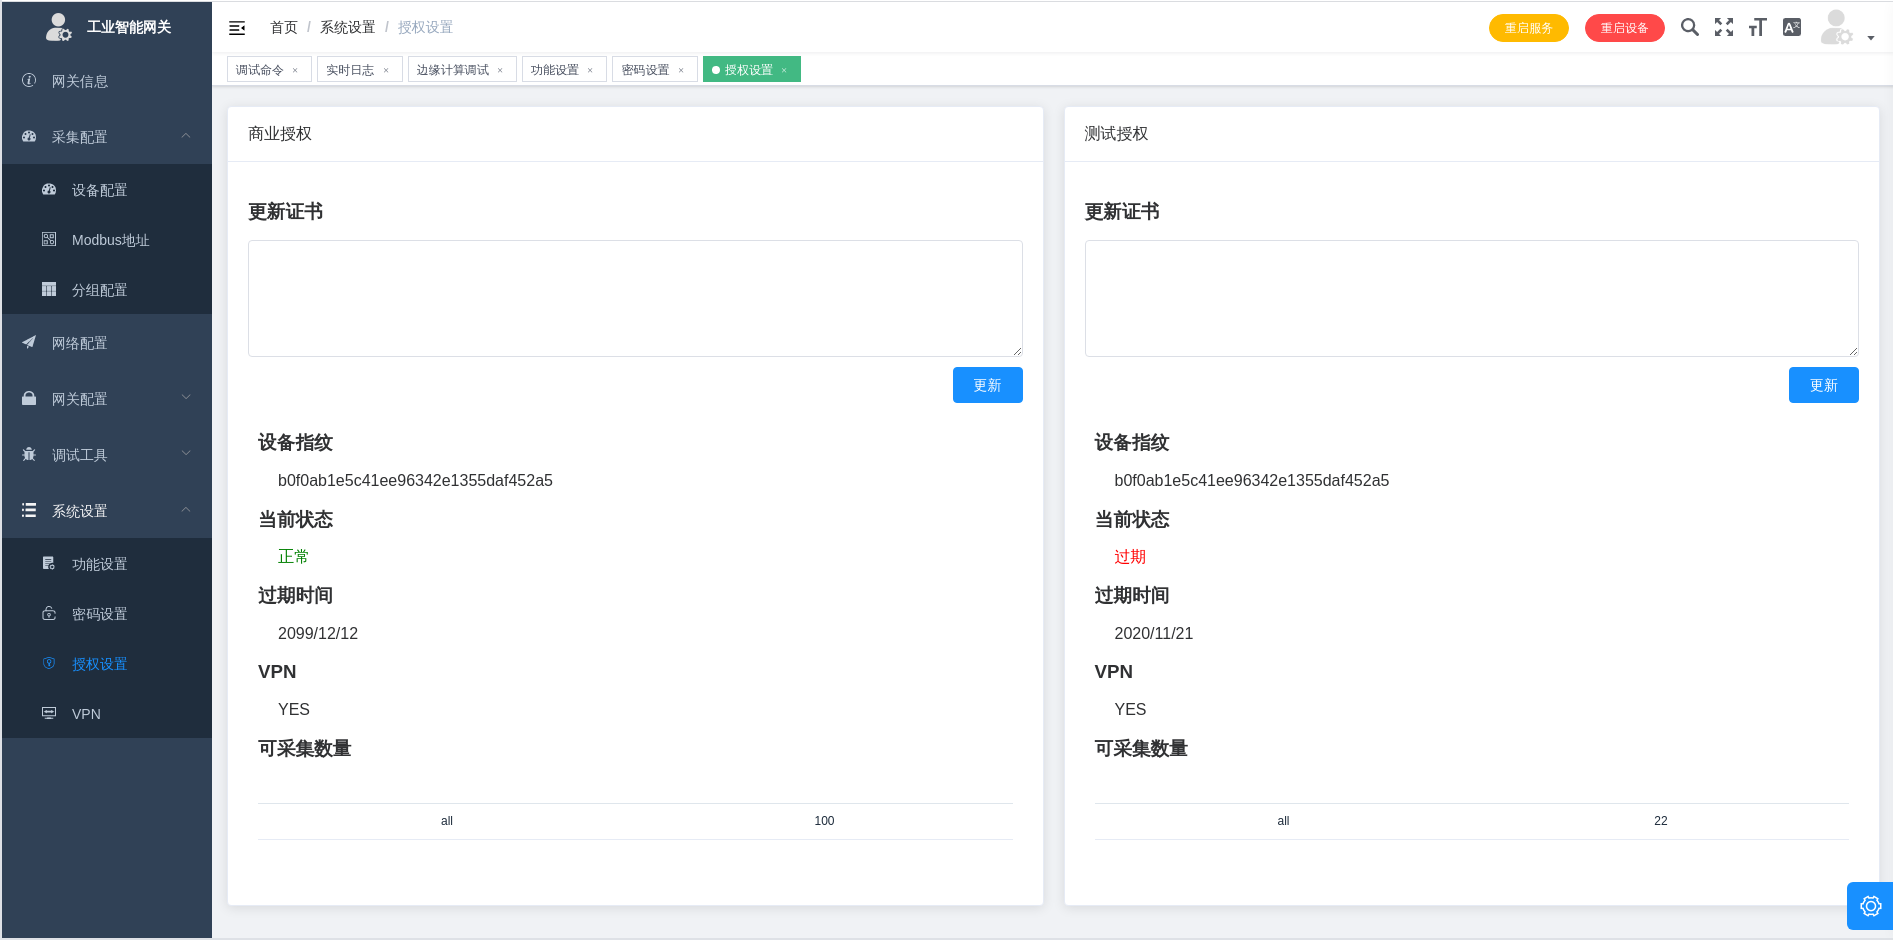 工业智能网关
首页 / 系统设置 / 授权设置
重启服务 重启设备
调试命令 × 实时日志 × 边缘计算调试 × 功能设置 × 密码设置 × 授权设置 ×
网关信息
采集配置
设备配置
Modbus地址
分组配置
网络配置
网关配置
调试工具
系统设置
功能设置
密码设置
授权设置
VPN
商业授权
更新证书
更新
设备指纹
b0f0ab1e5c41ee96342e1355daf452a5
当前状态
正常
过期时间
2099/12/12
VPN
YES
可采集数量
all 100
测试授权
更新证书
更新
设备指纹
b0f0ab1e5c41ee96342e1355daf452a5
当前状态
过期
过期时间
2020/11/21
VPN
YES
可采集数量
all 22